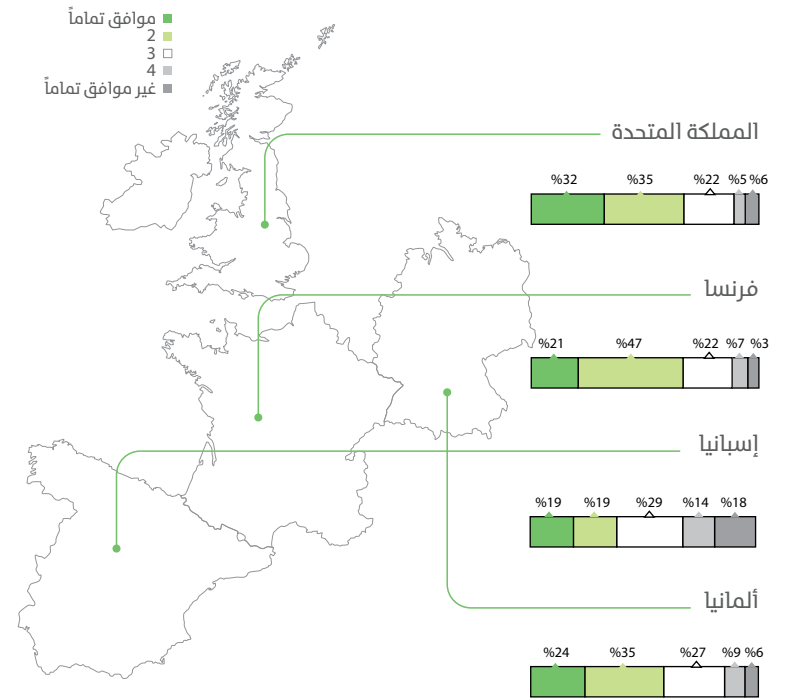 موافق تماماً
2
3
4
غير موافق تماماً
المملكة المتحدة
%32 %35 %22 %5 %6
فرنسا
%21 %47 %22 %7 %3
إسبانيا
%19 %19 %29 %14 %18
ألمانيا
%24 %35 %27 %9 %6